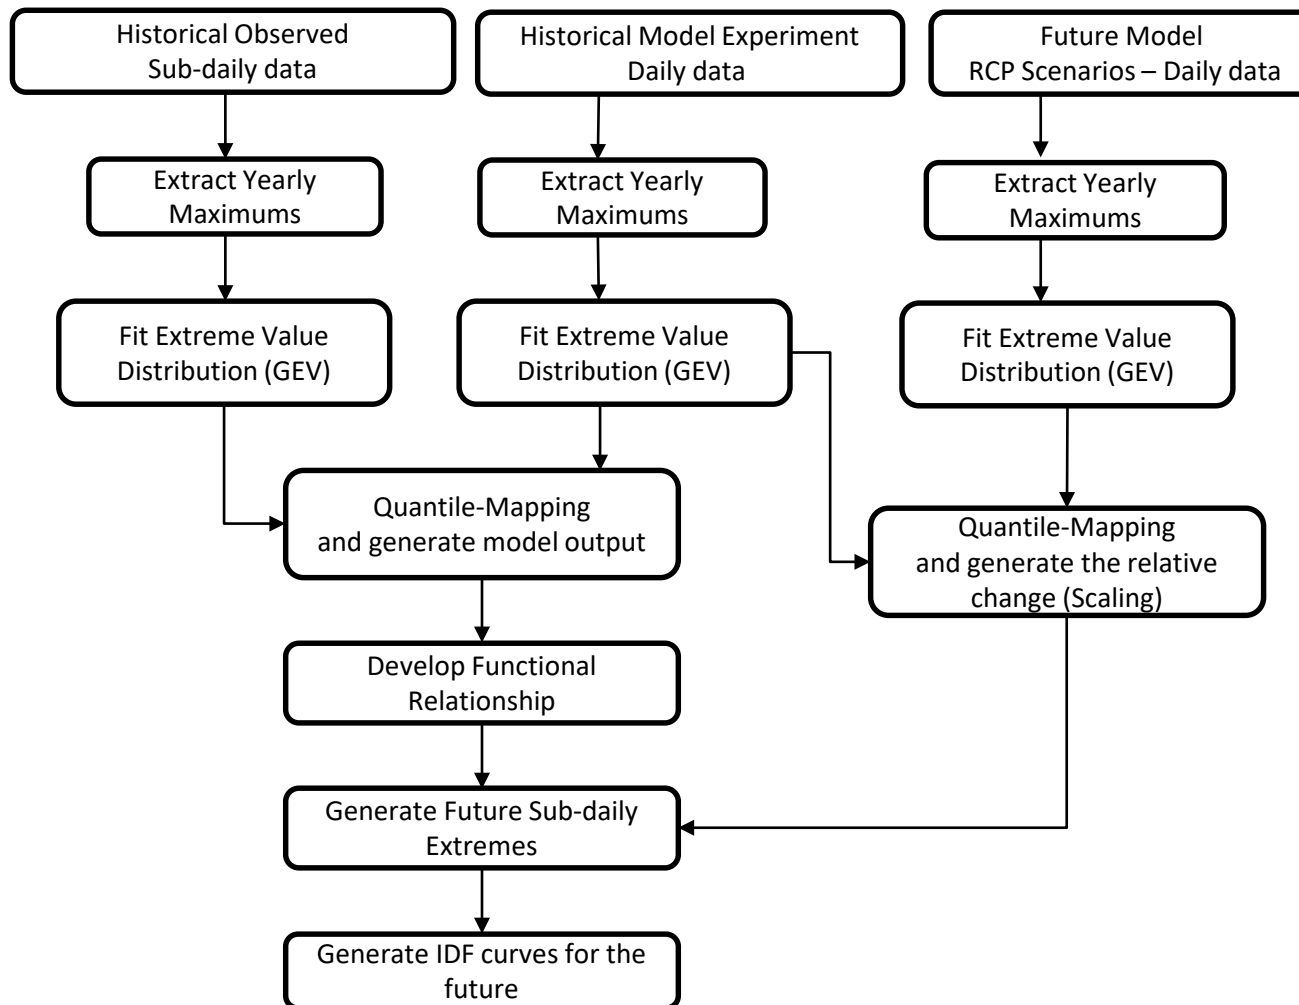 Historical Observed
Sub-daily data
Historical Model Experiment
Daily data
Future Model
RCP Scenarios – Daily data
Extract Yearly
Maximums
Extract Yearly
Maximums
Extract Yearly
Maximums
Fit Extreme Value
Distribution (GEV)
Fit Extreme Value
Distribution (GEV)
Fit Extreme Value
Distribution (GEV)
Quantile-Mapping
and generate model output
Quantile-Mapping
and generate the relative
change (Scaling)
Develop Functional
Relationship
Generate Future Sub-daily
Extremes
Generate IDF curves for the
future